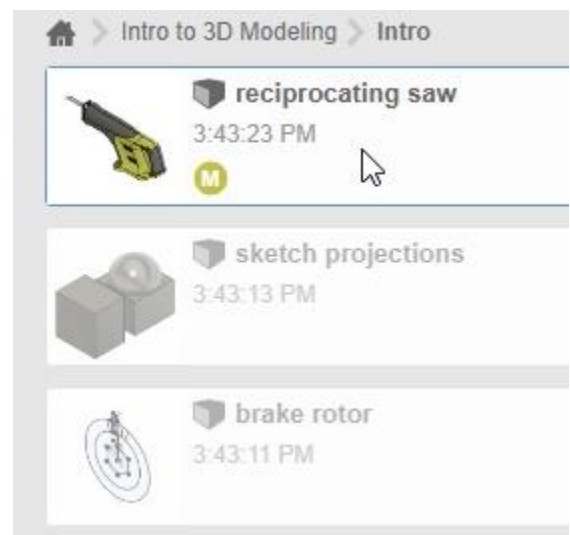 Intro to 3D Modeling > Intro
reciprocating saw
3:43:23 PM
M
sketch projections
3:43:13 PM
brake rotor
3:43:11 PM